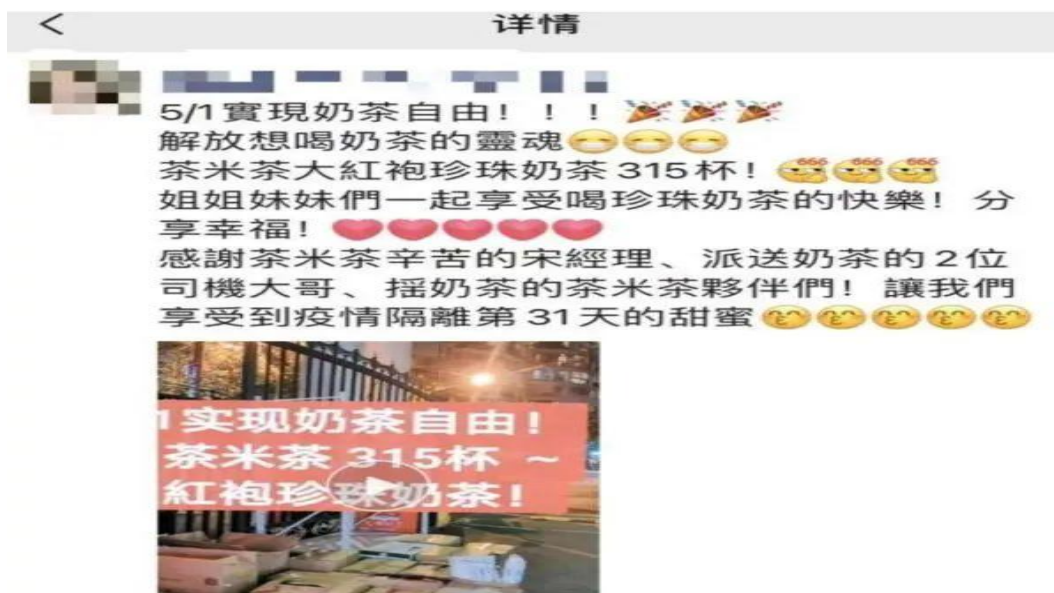 详情
5/1實現奶茶自由！！！
解放想喝奶茶的靈魂
茶米茶大紅袍珍珠奶茶315杯！
姐姐妹妹們一起享受喝珍珠奶茶的快樂！分
享幸福！
感謝茶米茶辛苦的宋經理、派送奶茶的2位
司機大哥、摇奶茶的茶米茶夥伴們！讓我們
享受到疫情隔離第31天的甜蜜
1实现奶茶自由！
茶米茶315杯 ~
紅袍珍珠奶茶！